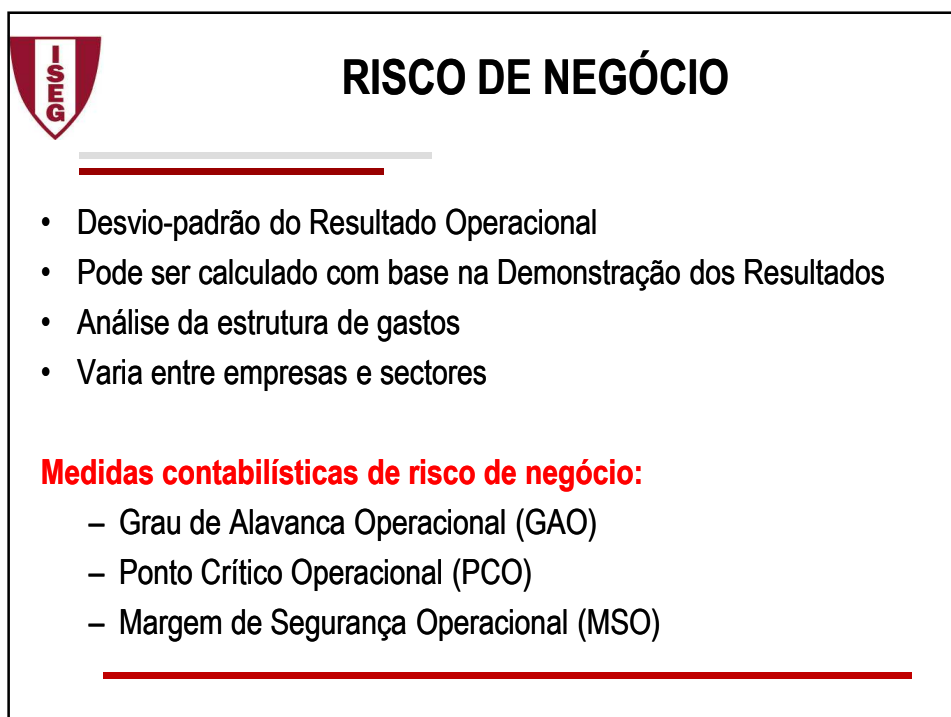 ISEG
RISCO DE NEGÓCIO
• Desvio-padrão do Resultado Operacional
• Pode ser calculado com base na Demonstração dos Resultados
• Análise da estrutura de gastos
• Varia entre empresas e sectores
Medidas contabilísticas de risco de negócio:
– Grau de Alavanca Operacional (GAO)
– Ponto Crítico Operacional (PCO)
– Margem de Segurança Operacional (MSO)